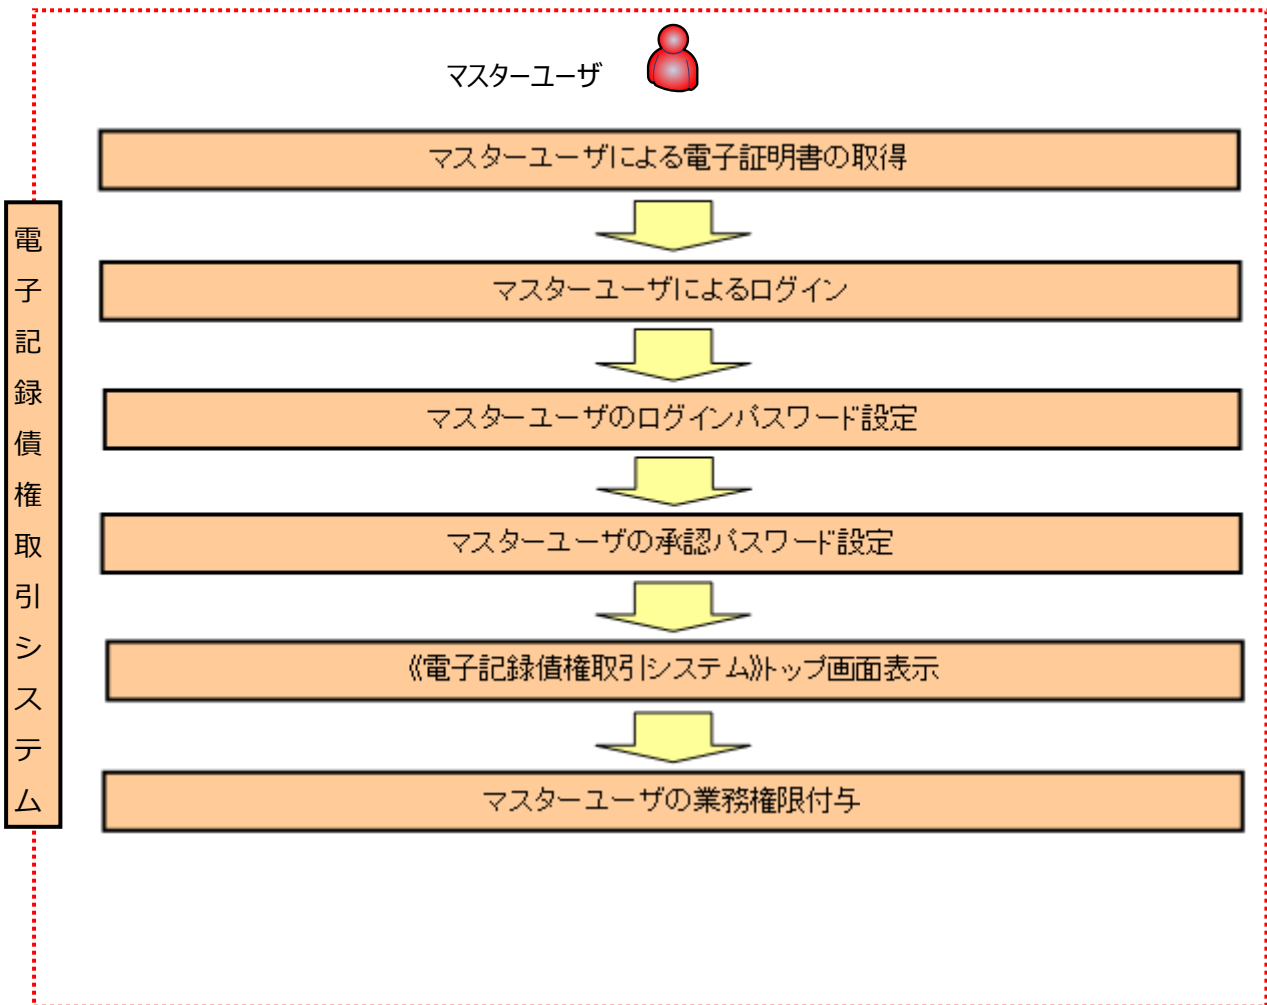 マスターユーザ
マスターユーザによる電子証明書の取得
マスターユーザによるログイン
マスターユーザのログインパスワード設定
マスターユーザの承認パスワード設定
《電子記録債権取引システム》トップ画面表示
マスターユーザの業務権限付与
電子記録債権取引システム